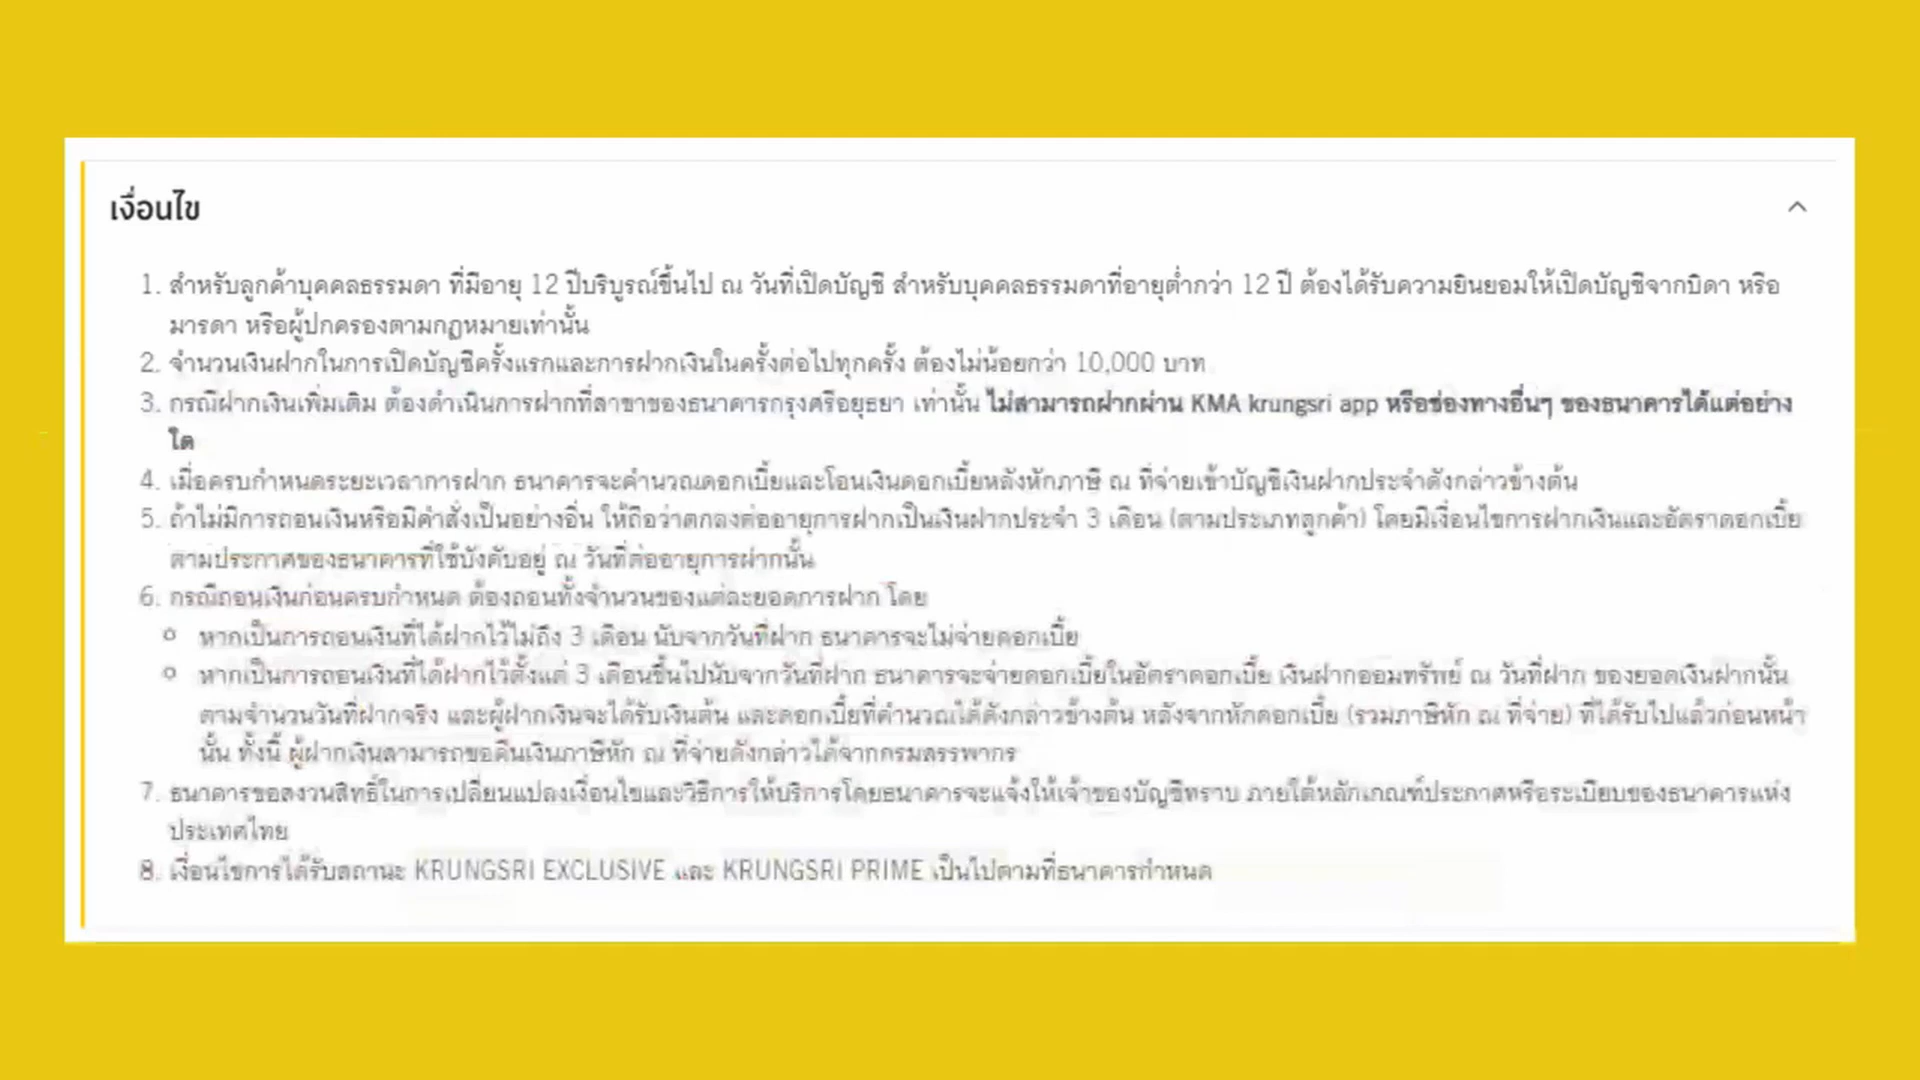 เงื่อนไข
1. สำหรับลูกค้าบุคคลธรรมดา ที่มีอายุ 12 ปีบริบูรณ์ขึ้นไป ณ วันที่เปิดบัญชี สำหรับบุคคลธรรมดาที่อายุต่ำกว่า 12 ปี ต้องได้รับความยินยอมให้เปิดบัญชีจากบิดา หรือ
มารดา หรือผู้ปกครองตามกฎหมายเท่านั้น
2. จำนวนเงินฝากในการเปิดบัญชีครั้งแรกและการฝากเงินในครั้งต่อไปทุกครั้ง ต้องไม่น้อยกว่า 10,000 บาท
3. กรณีฝากเงินเพิ่มเติม ต้องดำเนินการฝากที่สาขาของธนาคารกรุงศรีอยุธยา เท่านั้น ไม่สามารถฝากผ่าน KMA krungsri app หรือช่องทางอื่นๆ ของธนาคารได้แต่อย่าง
ใด
4. เมื่อครบกำหนดระยะเวลาการฝาก ธนาคารจะคำนวณดอกเบี้ยและโอนเงินดอกเบี้ยหลังหักภาษี ณ ที่จ่ายเข้าบัญชีเงินฝากประจำดังกล่าวข้างต้น
5. ถ้าไม่มีการถอนเงินหรือมีคำสั่งเป็นอย่างอื่น ให้ถือว่าตกลงต่ออายุการฝากเป็นเงินฝากประจำ 3 เดือน (ตามประเภทลูกค้า) โดยมีเงื่อนไขการฝากเงินและอัตราดอกเบี้ย
ตามประกาศของธนาคารที่ใช้บังคับอยู่ ณ วันที่ต่ออายุการฝากนั้น
6. กรณีถอนเงินก่อนครบกำหนด ต้องถอนทั้งจำนวนของแต่ละยอดการฝาก โดย
○ หากเป็นการถอนเงินที่ได้ฝากไว้ไม่ถึง 3 เดือน นับจากวันที่ฝาก ธนาคารจะไม่จ่ายดอกเบี้ย
○ หากเป็นการถอนเงินที่ได้ฝากไว้ตั้งแต่ 3 เดือนขึ้นไปนับจากวันที่ฝาก ธนาคารจะจ่ายดอกเบี้ยในอัตราดอกเบี้ย เงินฝากออมทรัพย์ ณ วันที่ฝาก ของยอดเงินฝากนั้น
ตามจำนวนวันที่ฝากจริง และผู้ฝากเงินจะได้รับเงินต้น และดอกเบี้ยที่คำนวณได้ดังกล่าวข้างต้น หลังจากหักดอกเบี้ย (รวมภาษีหัก ณ ที่จ่าย) ที่ได้รับไปแล้วก่อนหน้า
นั้น ทั้งนี้ ผู้ฝากเงินสามารถขอคืนเงินภาษีหัก ณ ที่จ่ายดังกล่าวได้จากกรมสรรพากร
7. ธนาคารขอสงวนสิทธิ์ในการเปลี่ยนแปลงเงื่อนไขและวิธีการให้บริการโดยธนาคารจะแจ้งให้เจ้าของบัญชีทราบ ภายใต้หลักเกณฑ์ประกาศหรือระเบียบของธนาคารแห่ง
ประเทศไทย
8. เงื่อนไขการได้รับสถานะ KRUNGSRI EXCLUSIVE และ KRUNGSRI PRIME เป็นไปตามที่ธนาคารกำหนด